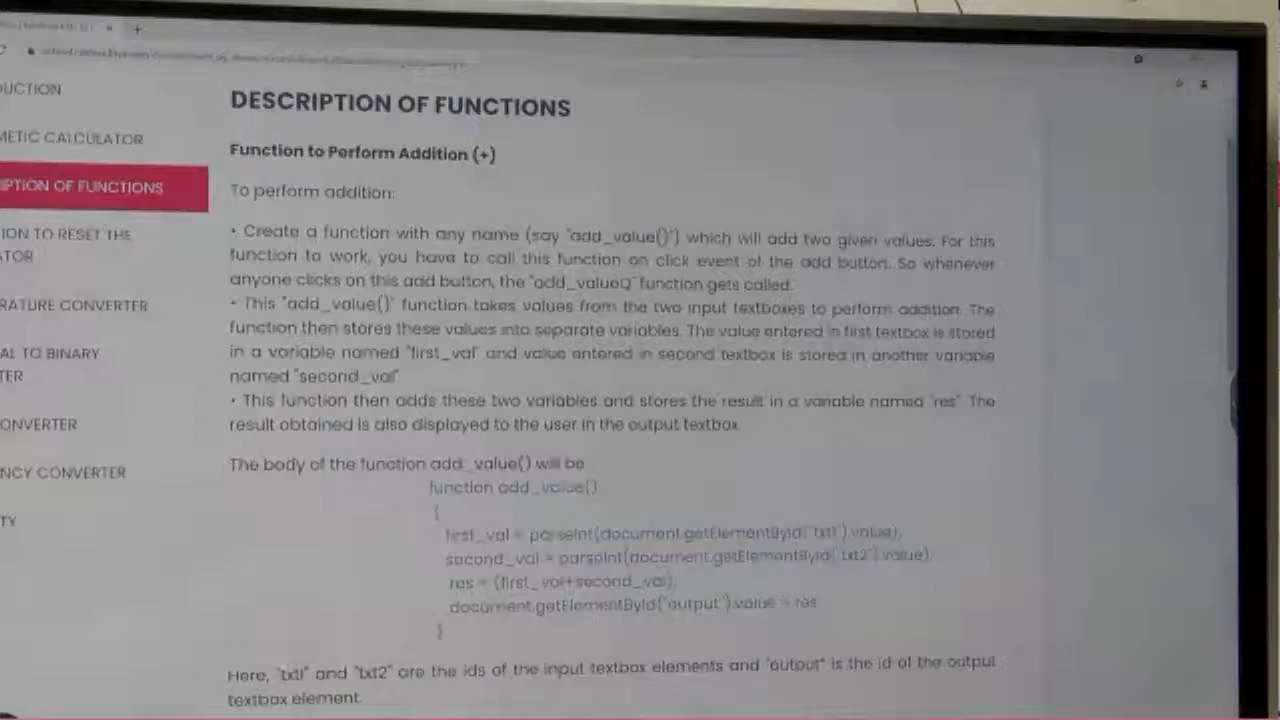 UCTION
METIC CALCULATOR
IPTION OF FUNCTIONS
ION TO RESET THE
ATOR
RATURE CONVERTER
AL TO BINARY
TER
ONVERTER
NCY CONVERTER
TY
DESCRIPTION OF FUNCTIONS
Function to Perform Addition (+)
To perform addition:
• Create a function with any name (say "add_value()") which will add two given values. For this
function to work, you have to call this function on click event of the add button. So whenever
anyone clicks on this add button, the "add_value()" function gets called.
• This "add_value()" function takes values from the two input textboxes to perform addition. The
function then stores these values into separate variables. The value entered in first textbox is stored
in a variable named "first_val" and value entered in second textbox is stored in another variable
named "second_val"
• This function then adds these two variables and stores the result in a variable named "res" The
result obtained is also displayed to the user in the output textbox.
The body of the function add_value() will be
function add_value()
{
first_val = parseInt(document.getElementById("txt1").value);
second_val = parseInt(document.getElementById("txt2").value)
res = (first_val+second_val);
document.getElementById("output").value = res
}
Here, "txt1" and "txt2" are the ids of the input textbox elements and "output" is the id of the output
textbox element.